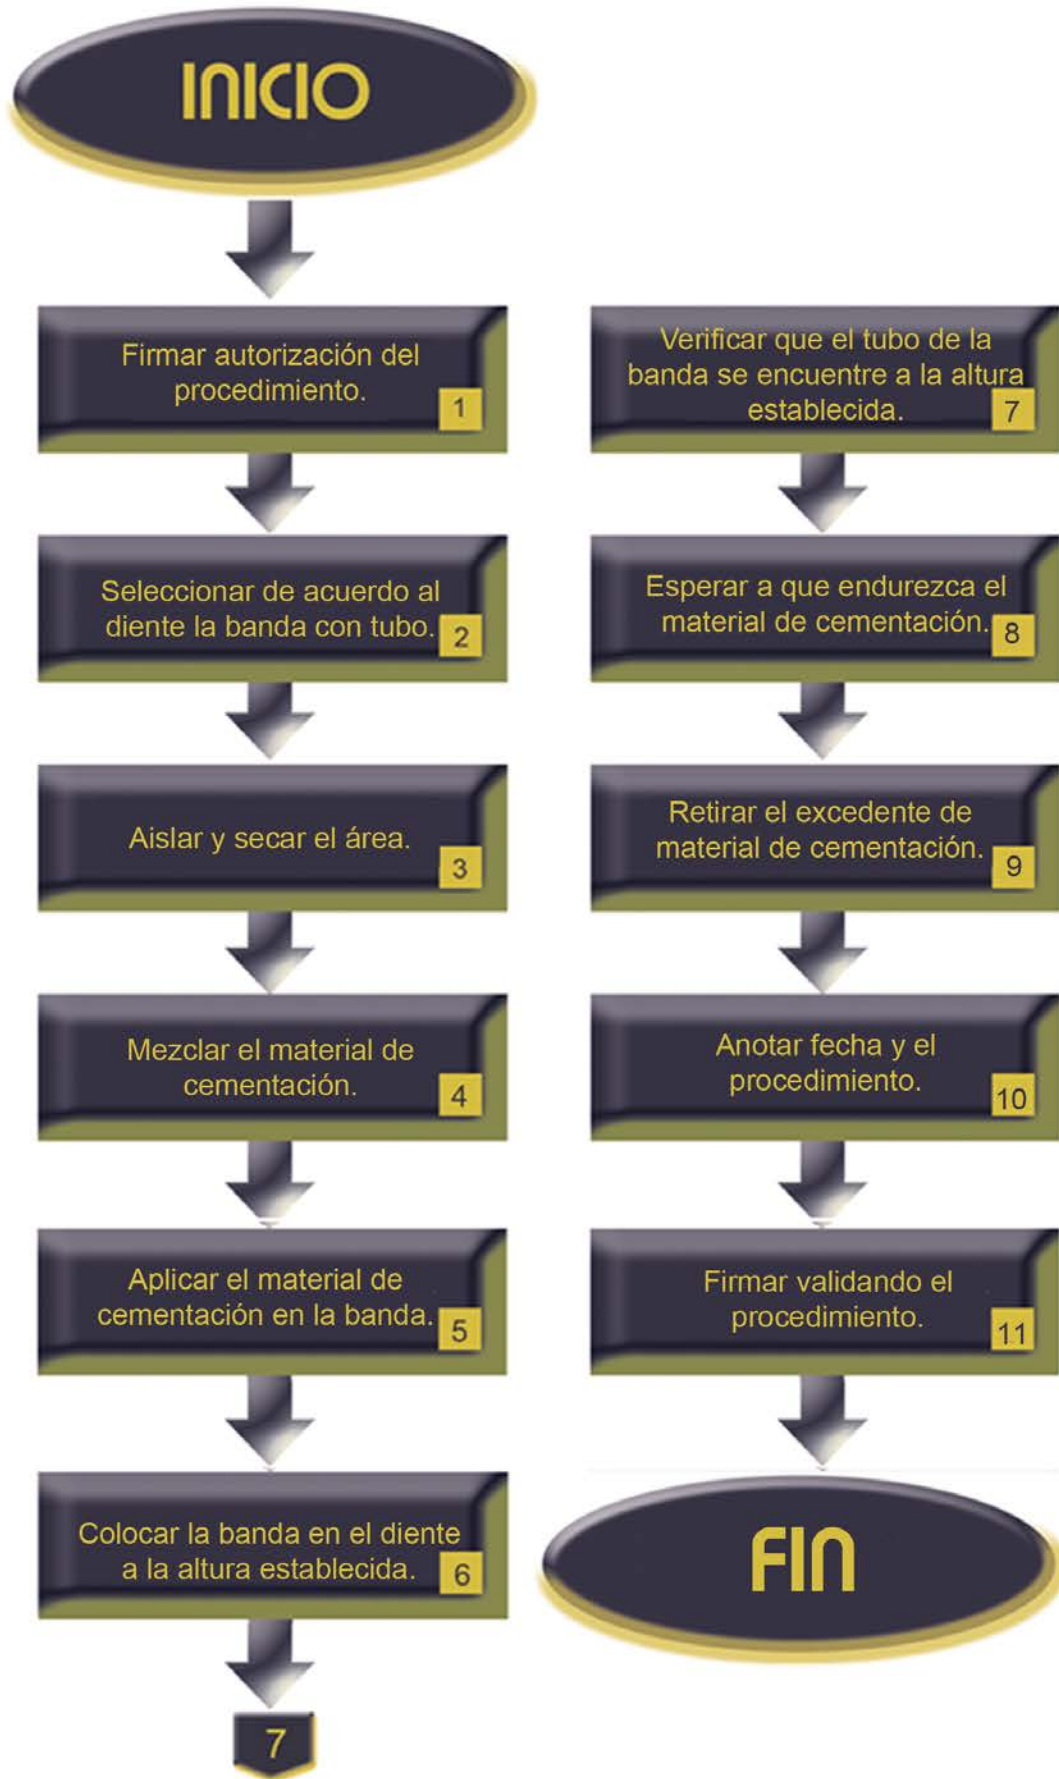 INICIO
Firmar autorización del
procedimiento.
1
Seleccionar de acuerdo al
diente la banda con tubo.
2
Aislar y secar el área.
3
Mezclar el material de
cementación.
4
Aplicar el material de
cementación en la banda.
5
Colocar la banda en el diente
a la altura establecida.
6
7
Verificar que el tubo de la
banda se encuentre a la altura
establecida.
7
Esperar a que endurezca el
material de cementación.
8
Retirar el excedente de
material de cementación.
9
Anotar fecha y el
procedimiento.
10
Firmar validando el
procedimiento.
11
FIN